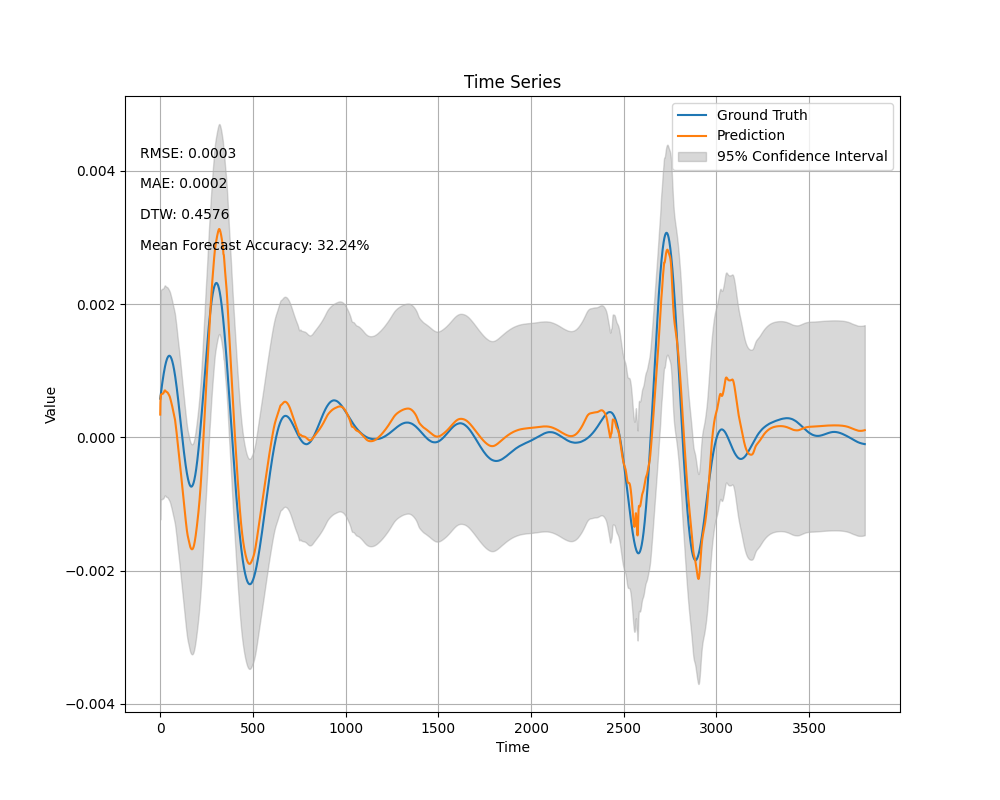 Time Series
Ground Truth
Prediction
95% Confidence Interval
RMSE: 0.0003
MAE: 0.0002
DTW: 0.4576
Mean Forecast Accuracy: 32.24%
Value
0.004
0.002
0.000
−0.002
−0.004
0 500 1000 1500 2000 2500 3000 3500
Time